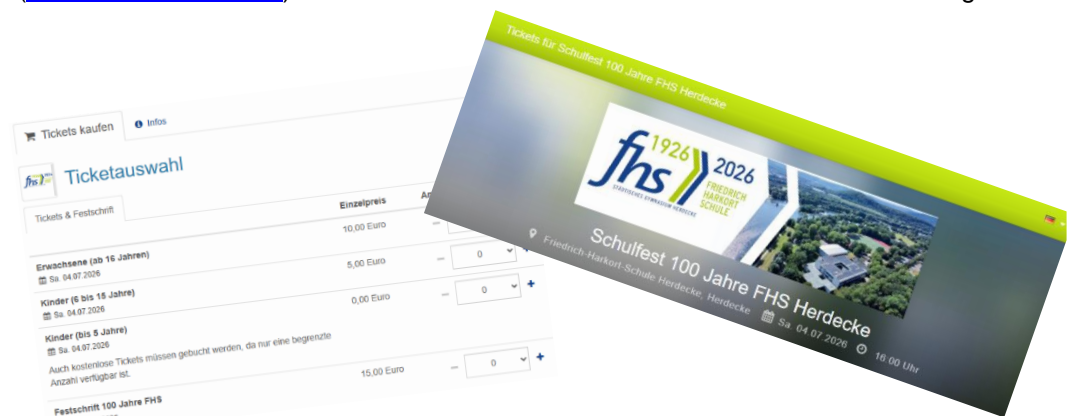 (
Tickets kaufen
Infos
fhs
Ticketauswahl
Tickets & Festschrift
Einzelpreis
Erwachsene (ab 16 Jahren)
10,00 Euro
Sa. 04.07.2026
Kinder (6 bis 15 Jahre)
5,00 Euro
0
Sa. 04.07.2026
Kinder (bis 5 Jahre)
0,00 Euro
0
Sa. 04.07.2026
Auch kostenlose Tickets müssen gebucht werden, da nur eine begrenzte
Anzahl verfügbar ist.
Festschrift 100 Jahre FHS
15,00 Euro
0
Tickets für Schulfest 100 Jahre FHS Herdecke
fhs
1926
2026
STÄDTISCHES GYMNASIUM HERDECKE
FRIEDRICH
HARKORT
SCHULE
Schulfest 100 Jahre FHS Herdecke
Friedrich-Harkort-Schule Herdecke, Herdecke
Sa. 04.07.2026
16:00 Uhr